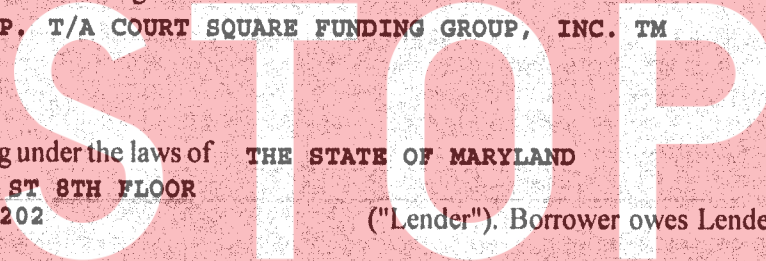 STOP
P. T/A COURT SQUARE FUNDING GROUP, INC. TM
under the laws of THE STATE OF MARYLAND
ST 8TH FLOOR
202 ("Lender"). Borrower owes Lende